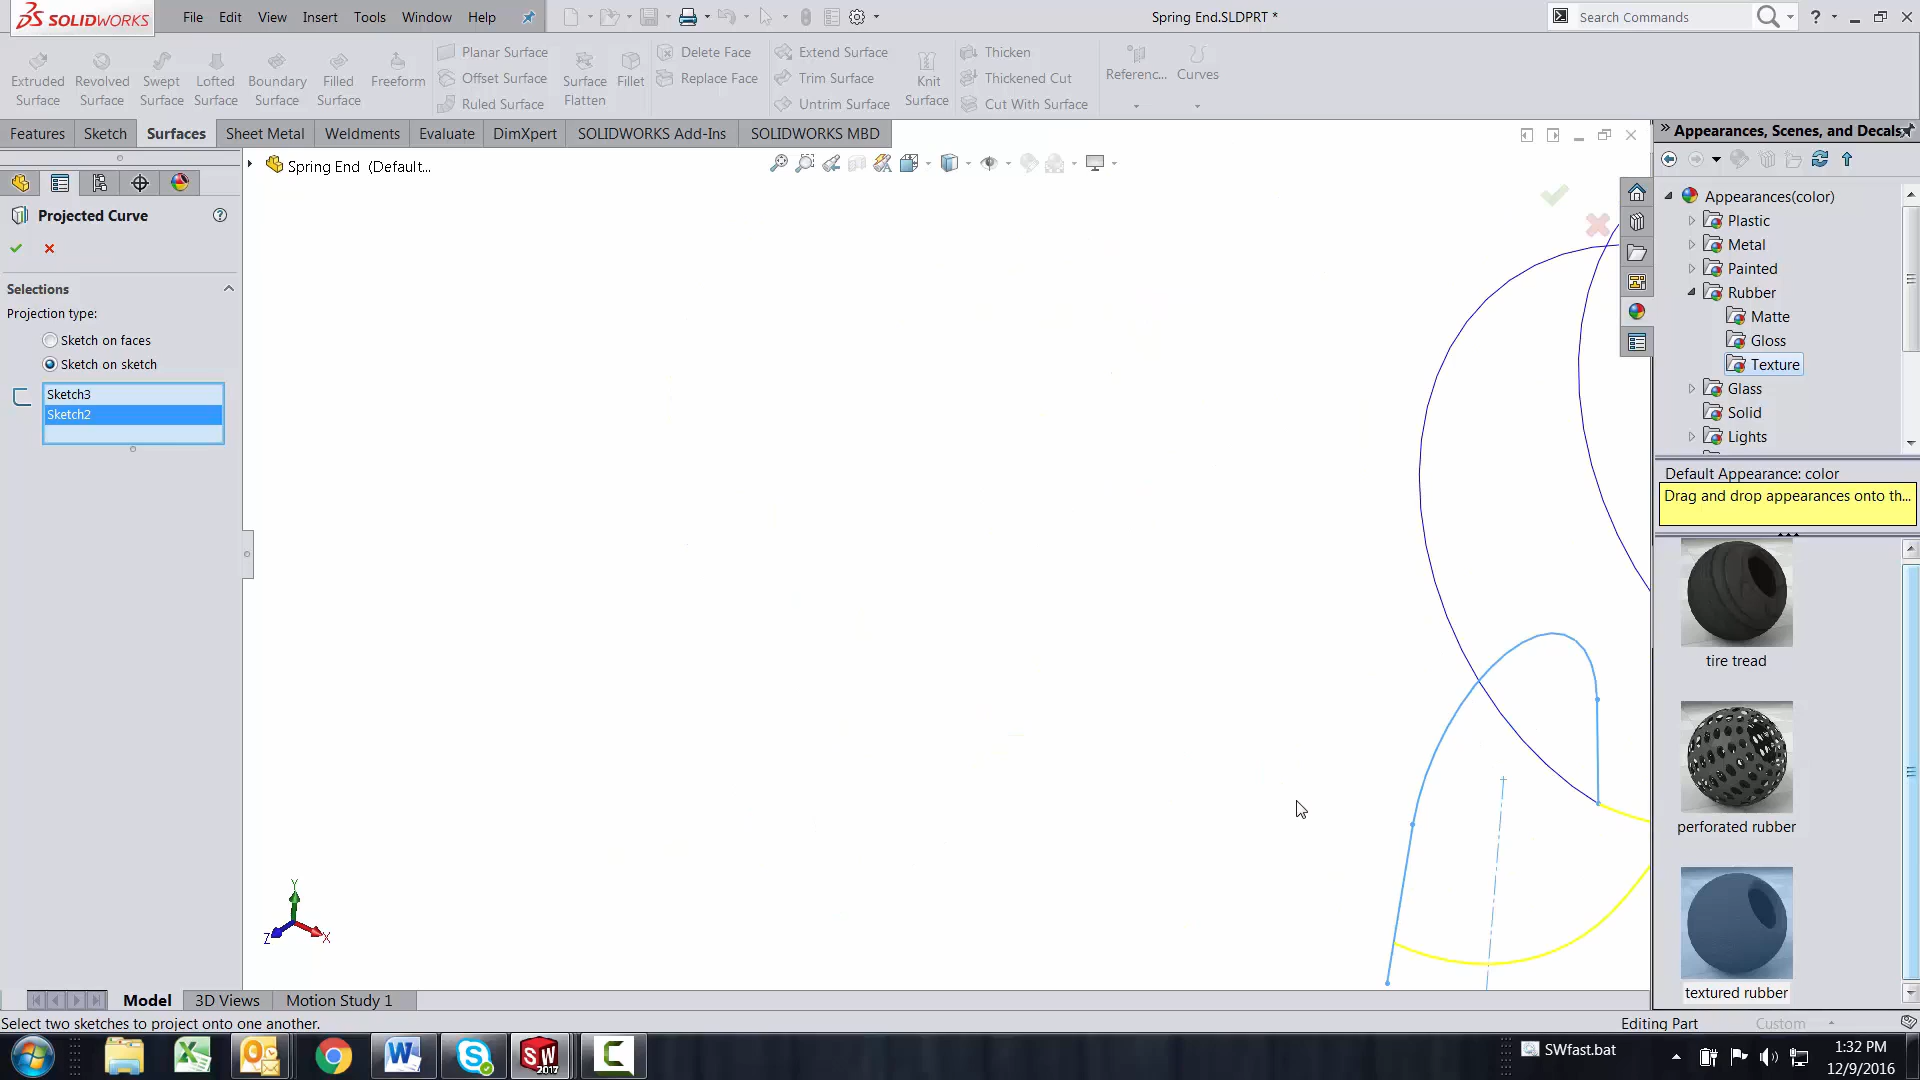 SOLIDWORKS File Edit View Insert Tools Window Help Spring End.SLDPRT * Search Commands ?
Extruded Surface Revolved Surface Swept Surface Lofted Surface Boundary Surface Filled Surface Freeform
Planar Surface
Offset Surface
Ruled Surface
Surface Flatten Fillet
Delete Face
Replace Face
Extend Surface
Trim Surface
Untrim Surface
Knit Surface
Thicken
Thickened Cut
Cut With Surface
Referenc... Curves
Features Sketch Surfaces Sheet Metal Weldments Evaluate DimXpert SOLIDWORKS Add-Ins SOLIDWORKS MBD
Spring End (Default...
Projected Curve ?
Selections
Projection type:
Sketch on faces
Sketch on sketch
Sketch3
Sketch2
Y
Z X
Appearances, Scenes, and Decals
Appearances(color)
Plastic
Metal
Painted
Rubber
Matte
Gloss
Texture
Glass
Solid
Lights
Default Appearance: color
Drag and drop appearances onto th...
tire tread
perforated rubber
textured rubber
Model 3D Views Motion Study 1
Select two sketches to project onto one another. Editing Part Custom
SW 2017
SWfast.bat
1:32 PM
12/9/2016